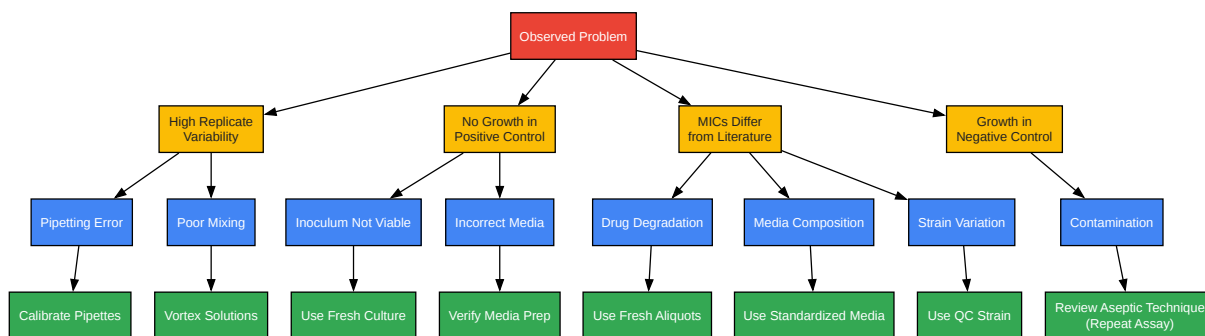 Observed Problem
High Replicate
Variability
No Growth in
Positive Control
MICs Differ
from Literature
Growth in
Negative Control
Pipetting Error
Poor Mixing
Inoculum Not Viable
Incorrect Media
Drug Degradation
Media Composition
Strain Variation
Contamination
Calibrate Pipettes
Vortex Solutions
Use Fresh Culture
Verify Media Prep
Use Fresh Aliquots
Use Standardized Media
Use QC Strain
Review Aseptic Technique
(Repeat Assay)